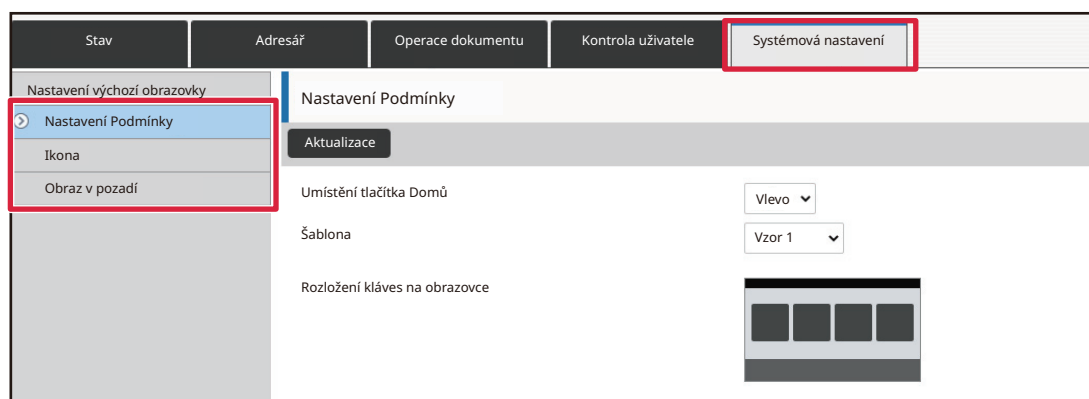 Stav
Adresář
Operace dokumentu
Kontrola uživatele
Systémová nastavení
Nastavení výchozí obrazovky
Nastavení Podmínky
Ikona
Obraz v pozadí
Nastavení Podmínky
Aktualizace
Umístění tlačítka Domů
Vlevo
Šablona
Vzor 1
Rozložení kláves na obrazovce